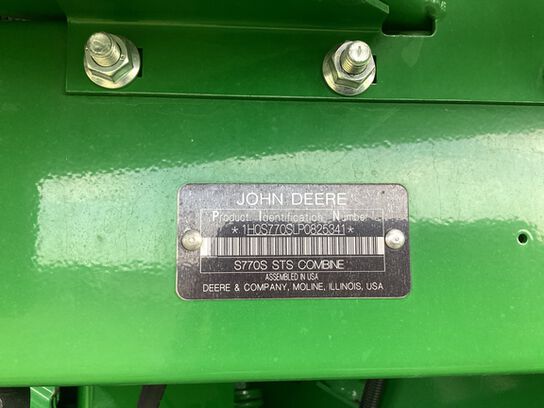 JOHN DEERE
Product Identification Number
*1H0S770SLP0825341*
S770S STS COMBINE
ASSEMBLED IN USA
DEERE & COMPANY, MOLINE, ILLINOIS, USA